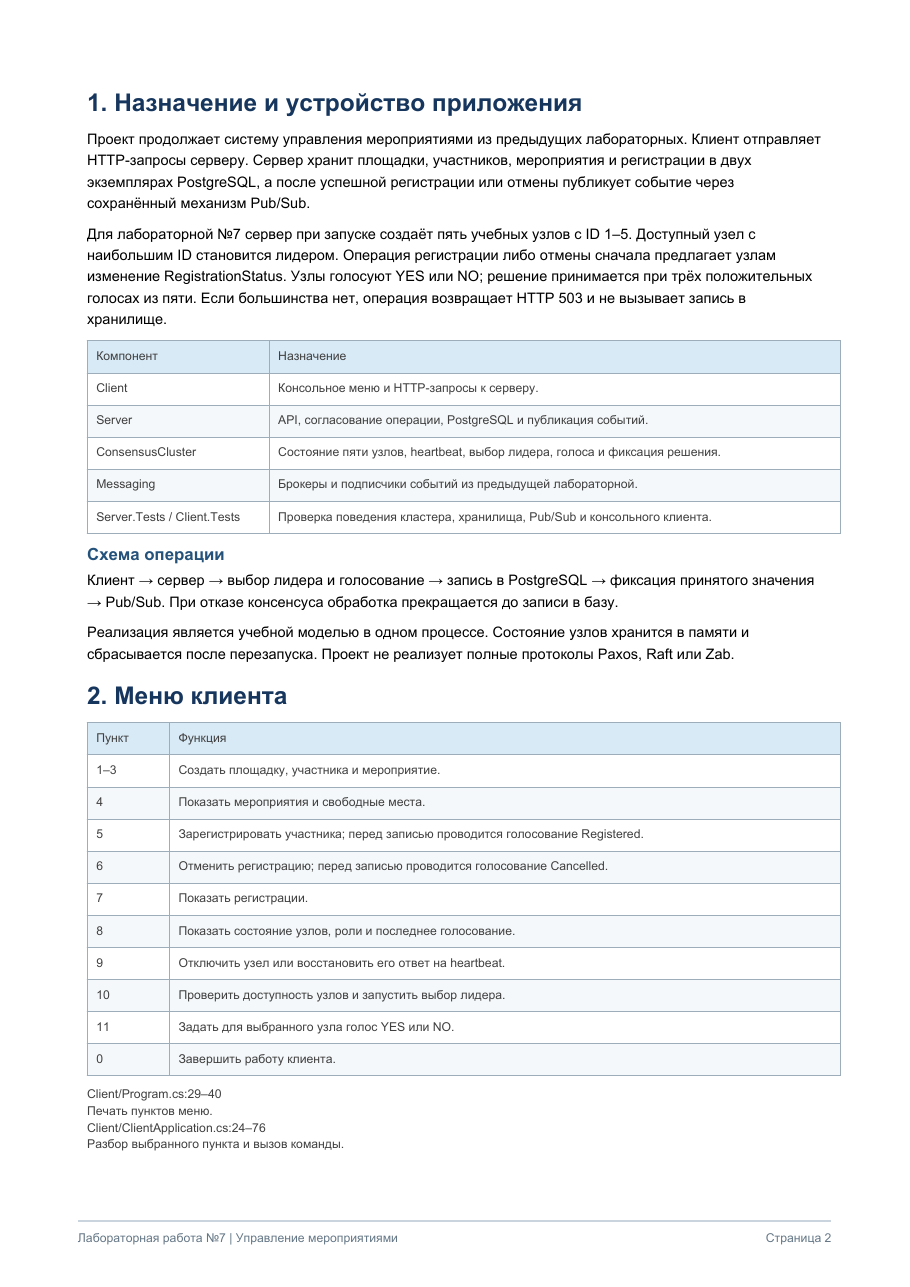 1. Назначение и устройство приложения
Проект продолжает систему управления мероприятиями из предыдущих лабораторных. Клиент отправляет
HTTP-запросы серверу. Сервер хранит площадки, участников, мероприятия и регистрации в двух
экземплярах PostgreSQL, а после успешной регистрации или отмены публикует событие через
сохранённый механизм Pub/Sub.
Для лабораторной №7 сервер при запуске создаёт пять учебных узлов с ID 1–5. Доступный узел с
наибольшим ID становится лидером. Операция регистрации либо отмены сначала предлагает узлам
изменение RegistrationStatus. Узлы голосуют YES или NO; решение принимается при трёх положительных
голосах из пяти. Если большинства нет, операция возвращает HTTP 503 и не вызывает запись в
хранилище.
Компонент Назначение
Client Консольное меню и HTTP-запросы к серверу.
Server API, согласование операции, PostgreSQL и публикация событий.
ConsensusCluster Состояние пяти узлов, heartbeat, выбор лидера, голоса и фиксация решения.
Messaging Брокеры и подписчики событий из предыдущей лабораторной.
Server.Tests / Client.Tests Проверка поведения кластера, хранилища, Pub/Sub и консольного клиента.
Схема операции
Клиент → сервер → выбор лидера и голосование → запись в PostgreSQL → фиксация принятого значения
→ Pub/Sub. При отказе консенсуса обработка прекращается до записи в базу.
Реализация является учебной моделью в одном процессе. Состояние узлов хранится в памяти и
сбрасывается после перезапуска. Проект не реализует полные протоколы Paxos, Raft или Zab.
2. Меню клиента
Пункт Функция
1–3 Создать площадку, участника и мероприятие.
4 Показать мероприятия и свободные места.
5 Зарегистрировать участника; перед записью проводится голосование Registered.
6 Отменить регистрацию; перед записью проводится голосование Cancelled.
7 Показать регистрации.
8 Показать состояние узлов, роли и последнее голосование.
9 Отключить узел или восстановить его ответ на heartbeat.
10 Проверить доступность узлов и запустить выбор лидера.
11 Задать для выбранного узла голос YES или NO.
0 Завершить работу клиента.
Client/Program.cs:29–40
Печать пунктов меню.
Client/ClientApplication.cs:24–76
Разбор выбранного пункта и вызов команды.
Лабораторная работа №7 | Управление мероприятиями Страница 2